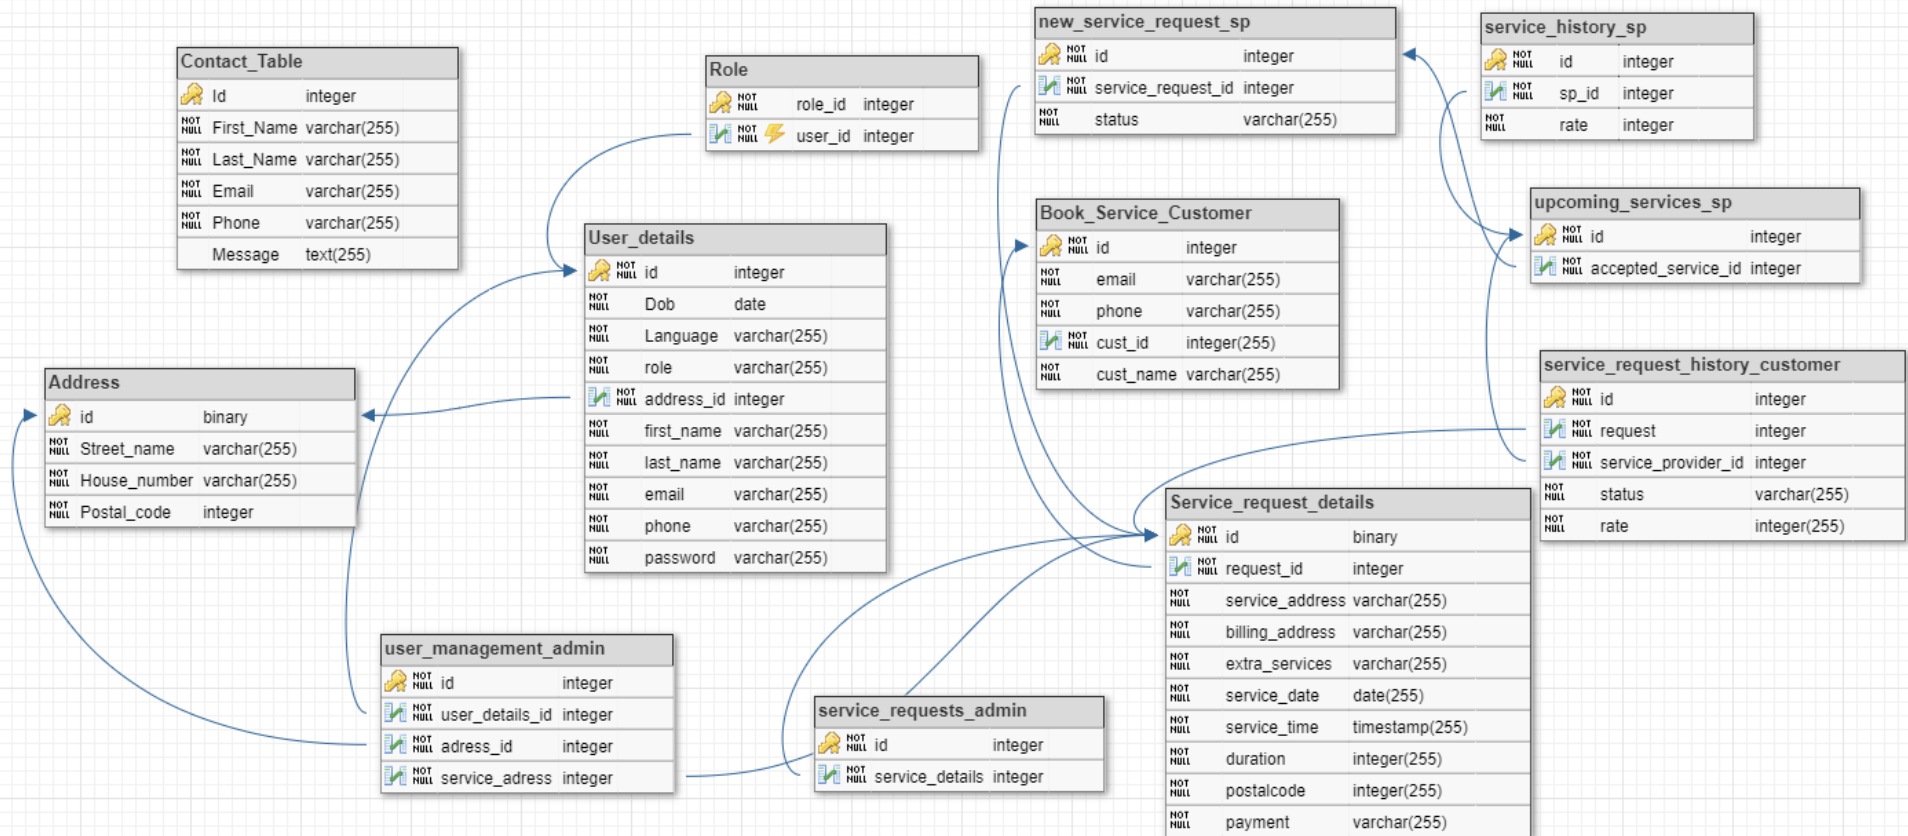 Contact_Table
Id integer
NOT NULL First_Name varchar(255)
NOT NULL Last_Name varchar(255)
NOT NULL Email varchar(255)
NOT NULL Phone varchar(255)
Message text(255)
Role
NOT NULL role_id integer
NOT NULL user_id integer
new_service_request_sp
NOT NULL id integer
NOT NULL service_request_id integer
NOT NULL status varchar(255)
service_history_sp
NOT NULL id integer
NOT NULL sp_id integer
NOT NULL rate integer
User_details
NOT NULL id integer
NOT NULL Dob date
NOT NULL Language varchar(255)
NOT NULL role varchar(255)
NOT NULL address_id integer
NOT NULL first_name varchar(255)
NOT NULL last_name varchar(255)
NOT NULL email varchar(255)
NOT NULL phone varchar(255)
NOT NULL password varchar(255)
Book_Service_Customer
NOT NULL id integer
NOT NULL email varchar(255)
NOT NULL phone varchar(255)
NOT NULL cust_id integer(255)
NOT NULL cust_name varchar(255)
upcoming_services_sp
NOT NULL id integer
NOT NULL accepted_service_id integer
Address
id binary
NOT NULL Street_name varchar(255)
NOT NULL House_number varchar(255)
NOT NULL Postal_code integer
service_request_history_customer
NOT NULL id integer
NOT NULL request integer
NOT NULL service_provider_id integer
NOT NULL status varchar(255)
NOT NULL rate integer(255)
Service_request_details
NOT NULL id binary
NOT NULL request_id integer
NOT NULL service_address varchar(255)
NOT NULL billing_address varchar(255)
NOT NULL extra_services varchar(255)
NOT NULL service_date date(255)
NOT NULL service_time timestamp(255)
NOT NULL duration integer(255)
NOT NULL postalcode integer(255)
NOT NULL payment varchar(255)
user_management_admin
NOT NULL id integer
NOT NULL user_details_id integer
NOT NULL adress_id integer
NOT NULL service_adress integer
service_requests_admin
NOT NULL id integer
NOT NULL service_details integer